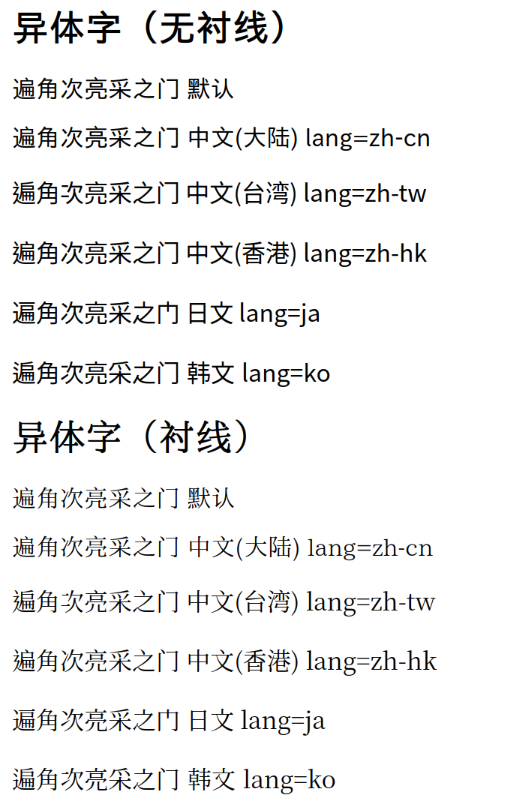 异体字（无衬线）
遍角次亮采之门 默认
遍角次亮采之门 中文(大陆) lang=zh-cn
遍角次亮采之门 中文(台湾) lang=zh-tw
遍角次亮采之门 中文(香港) lang=zh-hk
遍角次亮采之门 日文 lang=ja
遍角次亮采之门 韩文 lang=ko
异体字（衬线）
遍角次亮采之门 默认
遍角次亮采之门 中文(大陆) lang=zh-cn
遍角次亮采之门 中文(台湾) lang=zh-tw
遍角次亮采之门 中文(香港) lang=zh-hk
遍角次亮采之门 日文 lang=ja
遍角次亮采之门 韩文 lang=ko